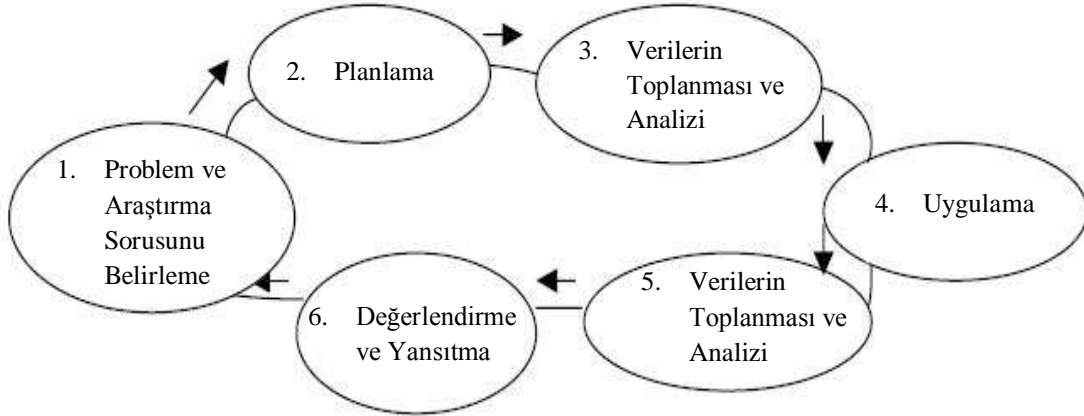 1. Problem ve
Araştırma
Sorusunu
Belirleme
2. Planlama
3. Verilerin
Toplanması ve
Analizi
4. Uygulama
5. Verilerin
Toplanması ve
Analizi
6. Değerlendirme
ve Yansıtma